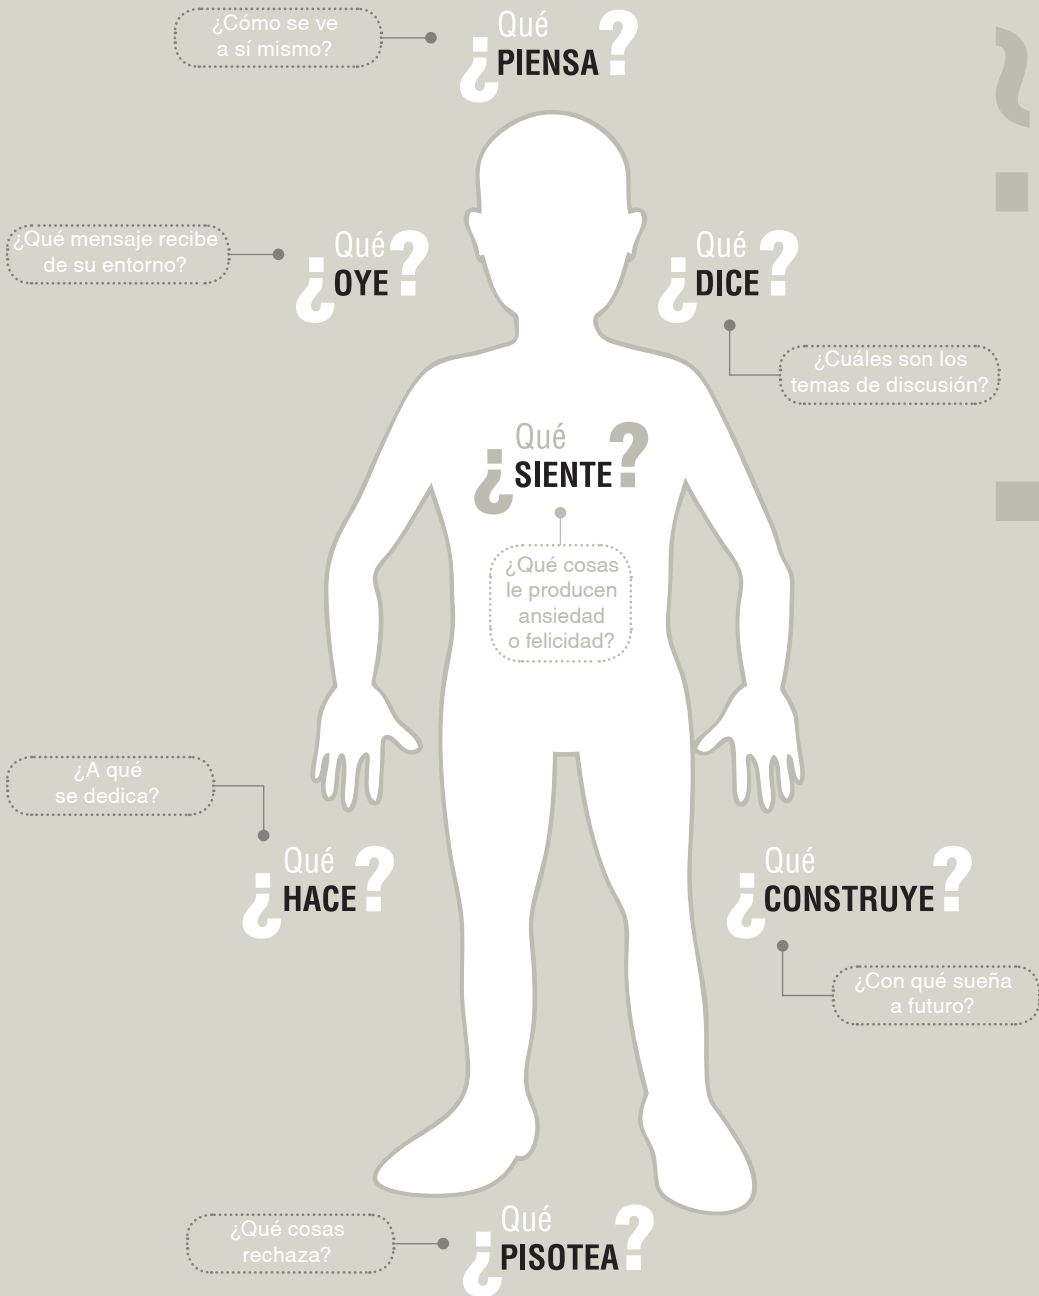 ¿Cómo se ve
a sí mismo?
¿Qué
PIENSA?
¿Qué mensaje recibe
de su entorno?
¿Qué
OYE?
¿Qué
DICE?
¿Cuáles son los
temas de discusión?
¿Qué
SIENTE?
¿Qué cosas
le producen
ansiedad
o felicidad?
¿A qué
se dedica?
¿Qué
HACE?
¿Qué
CONSTRUYE?
¿Con qué sueña
a futuro?
¿Qué cosas
rechaza?
¿Qué
PISOTEA?